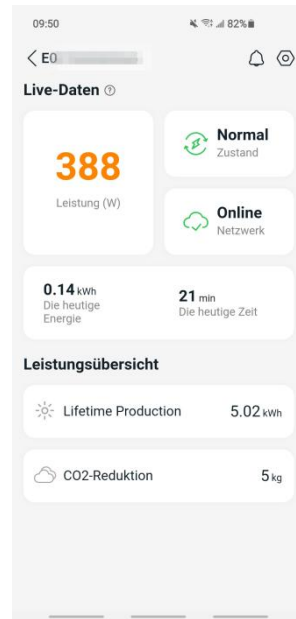 09:50 82%
E0
Live-Daten ?
388
Leistung (W)
Normal
Zustand
Online
Netzwerk
0.14 kWh
Die heutige
Energie
21 min
Die heutige Zeit
Leistungsübersicht
Lifetime Production 5.02 kWh
CO2-Reduktion 5 kg